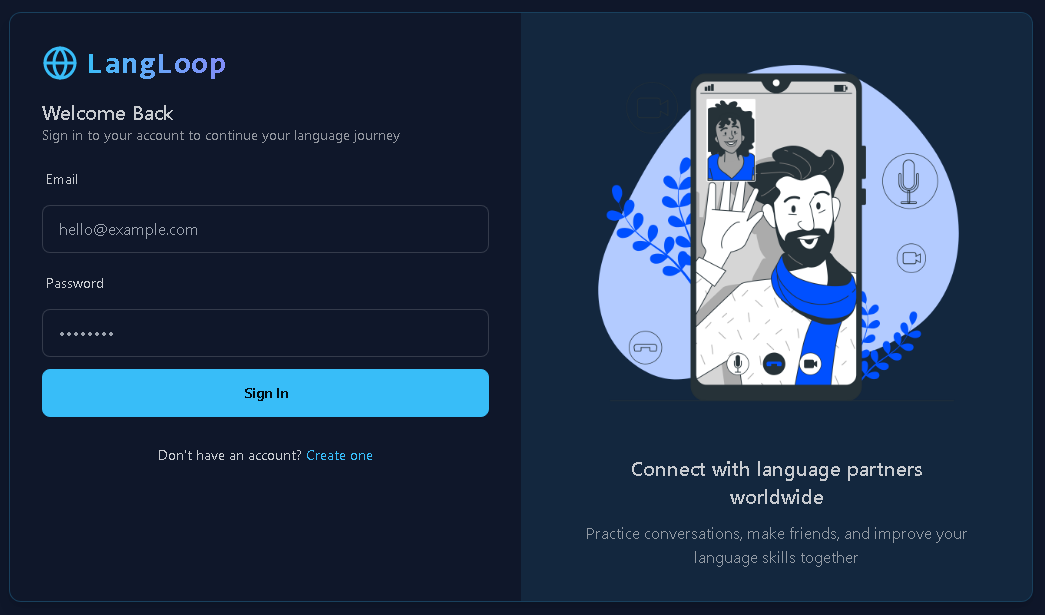 LangLoop
Welcome Back
Sign in to your account to continue your language journey
Email
hello@example.com
Password
••••••••
Sign In
Don't have an account? Create one
Connect with language partners
worldwide
Practice conversations, make friends, and improve your
language skills together